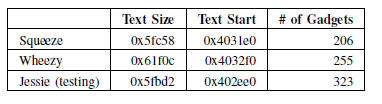 Text Size Text Start # of Gadgets
Squeeze 0x5fc58 0x4031e0 206
Wheezy 0x61f0c 0x4032f0 255
Jessie (testing) 0x5fbd2 0x402ee0 323